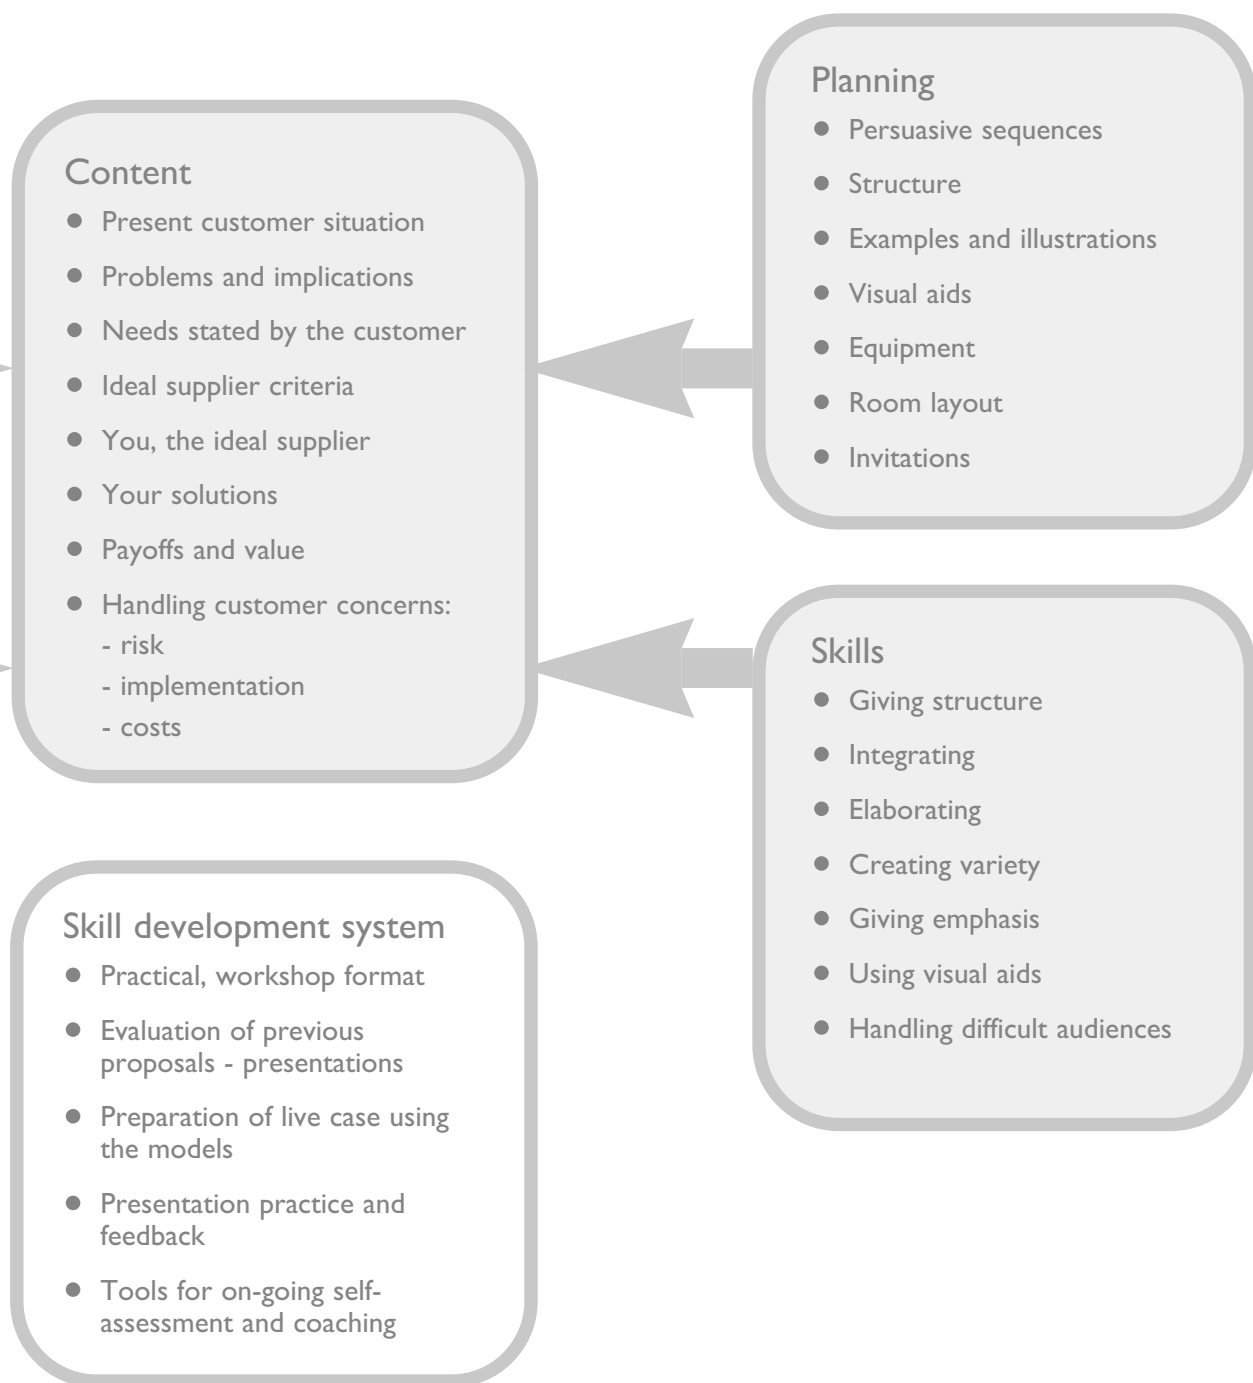 Content
● Present customer situation
● Problems and implications
● Needs stated by the customer
● Ideal supplier criteria
● You, the ideal supplier
● Your solutions
● Payoffs and value
● Handling customer concerns:
- risk
- implementation
- costs
Planning
● Persuasive sequences
● Structure
● Examples and illustrations
● Visual aids
● Equipment
● Room layout
● Invitations
Skills
● Giving structure
● Integrating
● Elaborating
● Creating variety
● Giving emphasis
● Using visual aids
● Handling difficult audiences
Skill development system
● Practical, workshop format
● Evaluation of previous
proposals - presentations
● Preparation of live case using
the models
● Presentation practice and
feedback
● Tools for on-going self-
assessment and coaching